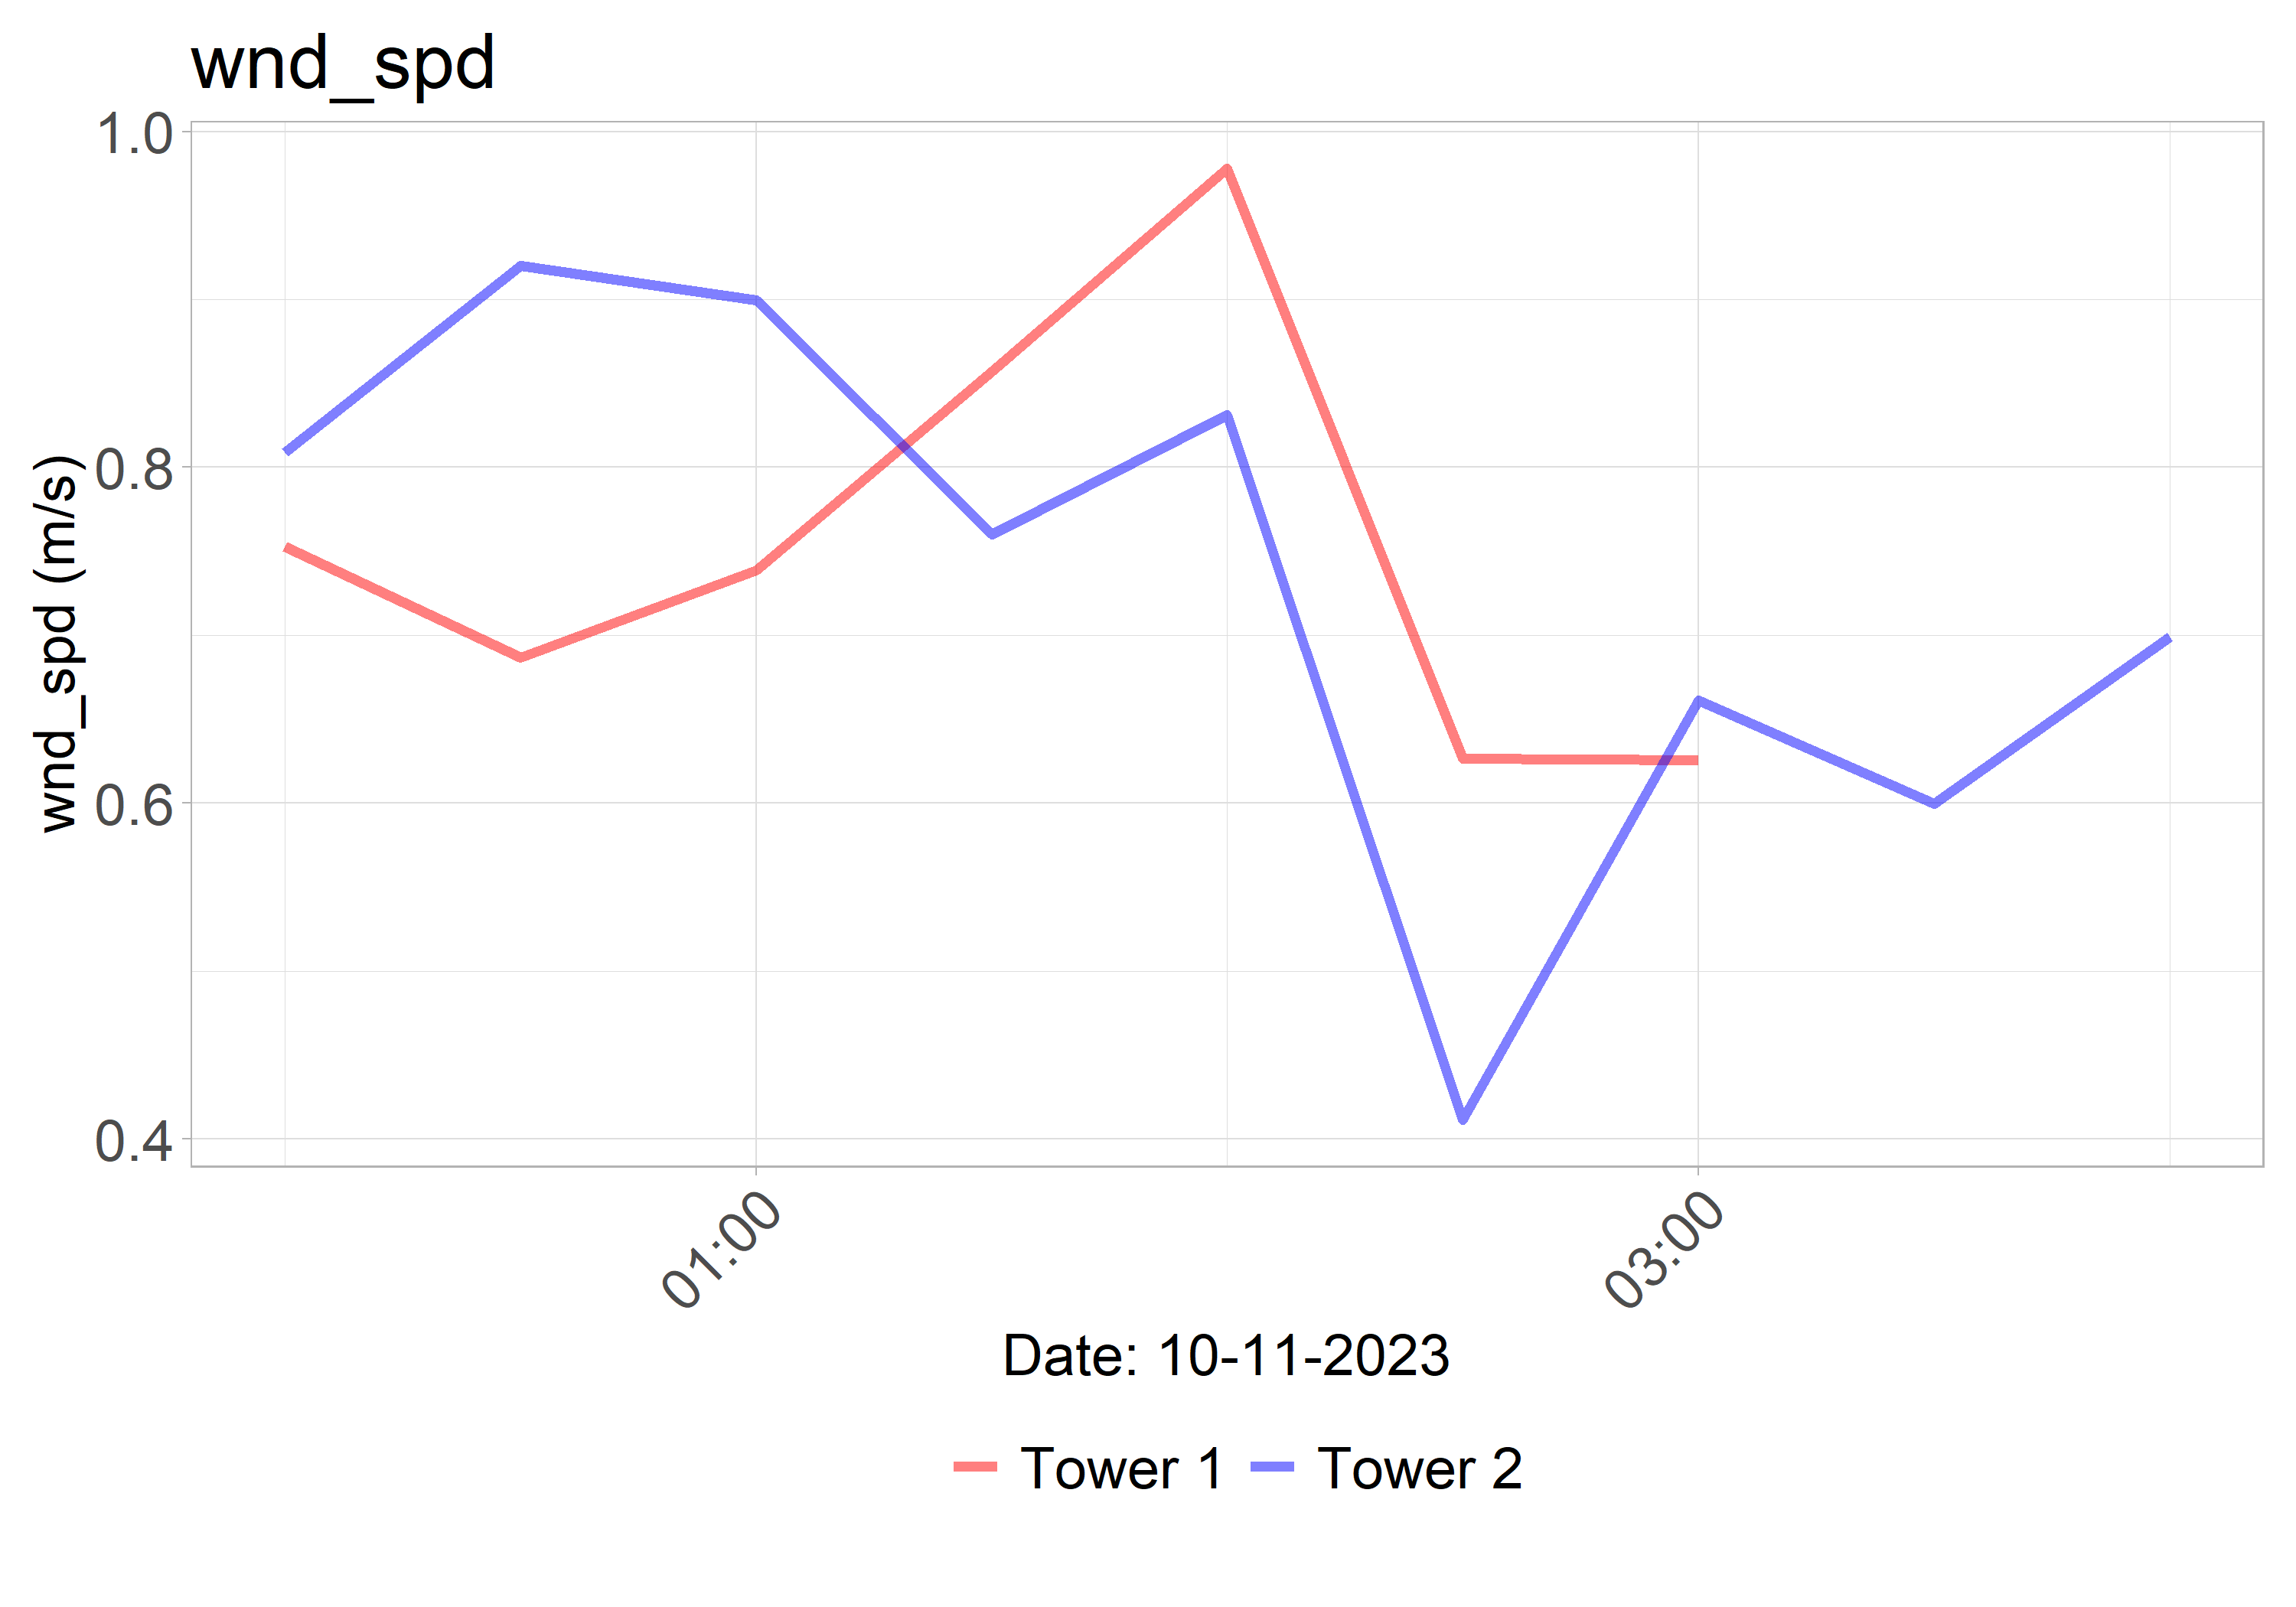 wnd_spd
1.0
0.8
0.6
0.4
wnd_spd (m/s)
01:00
03:00
Date: 10-11-2023
Tower 1
Tower 2